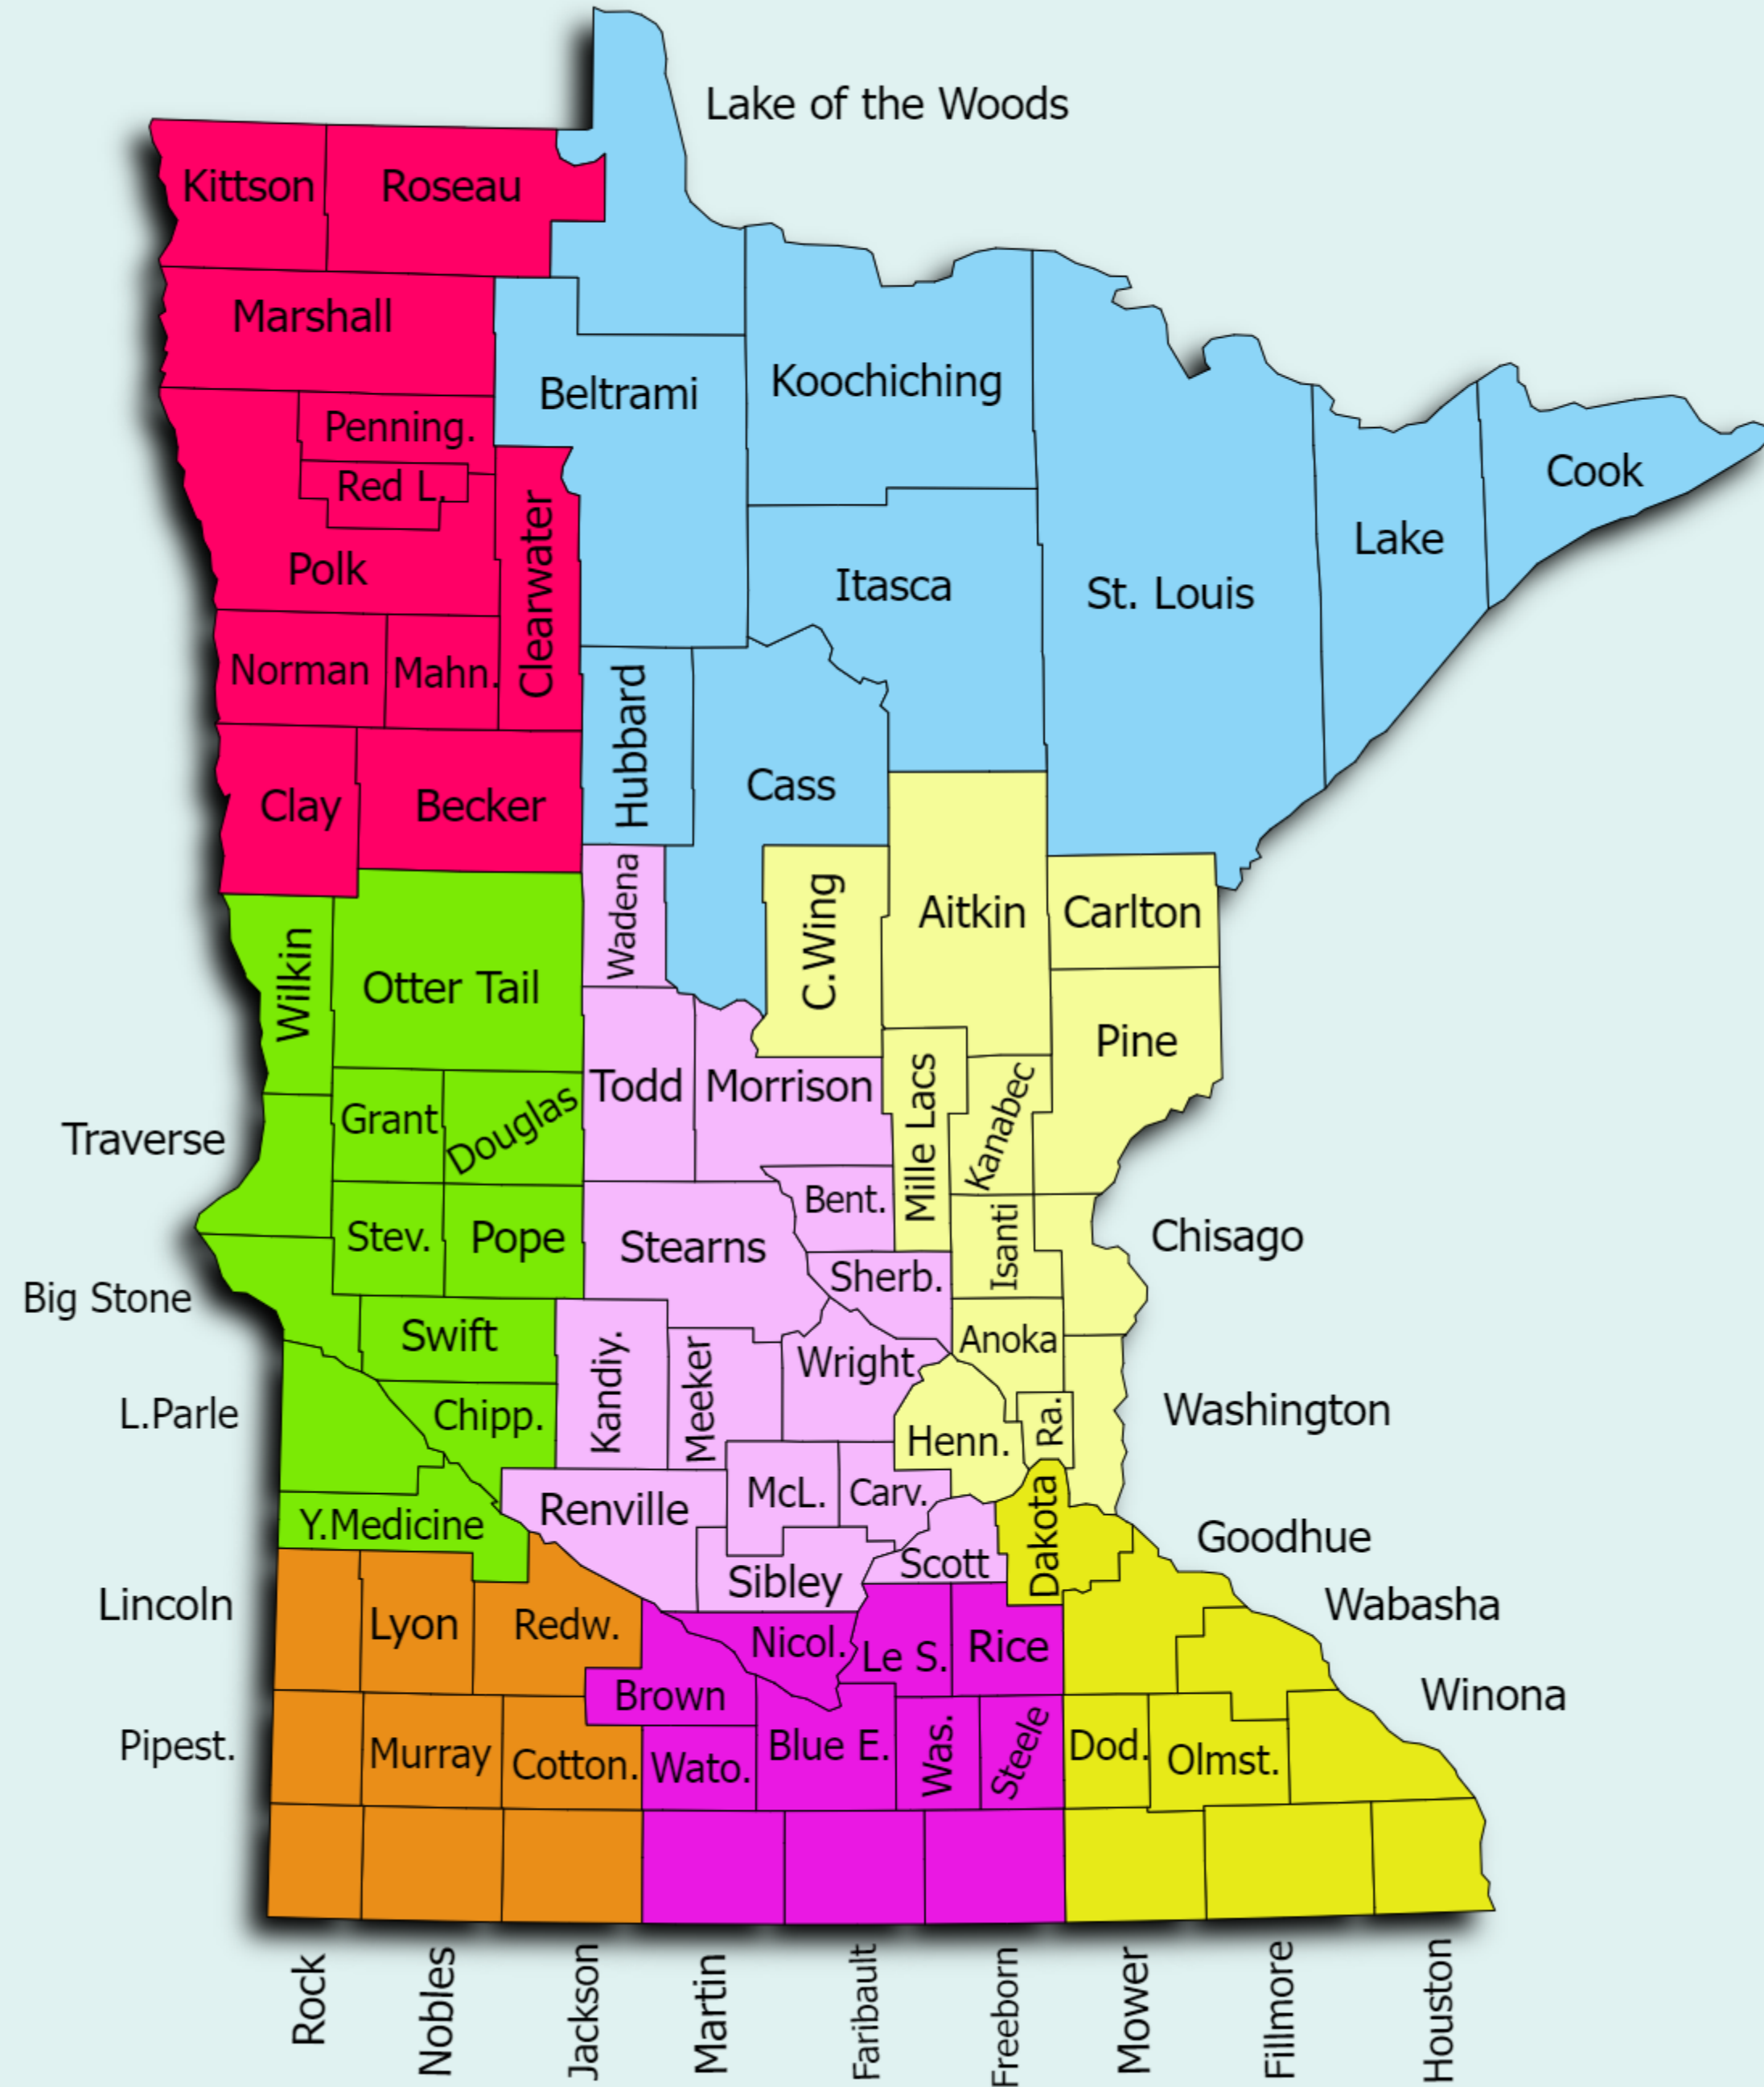 Lake of the Woods
Kittson
Roseau
Marshall
Beltrami
Koochiching
Penning.
Red L.
Cook
Clearwater
Lake
Polk
Itasca
St. Louis
Norman
Mahn.
Hubbard
Cass
Clay
Becker
Wadena
C.Wing
Aitkin
Carlton
Wilkin
Otter Tail
Pine
Todd
Morrison
Traverse
Grant
Douglas
Mille Lacs
Kanabec
Bent.
Stev.
Pope
Stearns
Isanti
Chisago
Sherb.
Big Stone
Swift
Anoka
Kandiy.
Meeker
Wright
L.Parle
Chipp.
Henn.
Ra.
Washington
Renville
McL.
Carv.
Y.Medicine
Dakota
Goodhue
Scott
Sibley
Lincoln
Lyon
Redw.
Wabasha
Nicol.
Le S.
Rice
Brown
Winona
Pipest.
Murray
Cotton.
Wato.
Blue E.
Was.
Steele
Dod.
Olmst.
Rock
Nobles
Jackson
Martin
Faribault
Freeborn
Mower
Fillmore
Houston